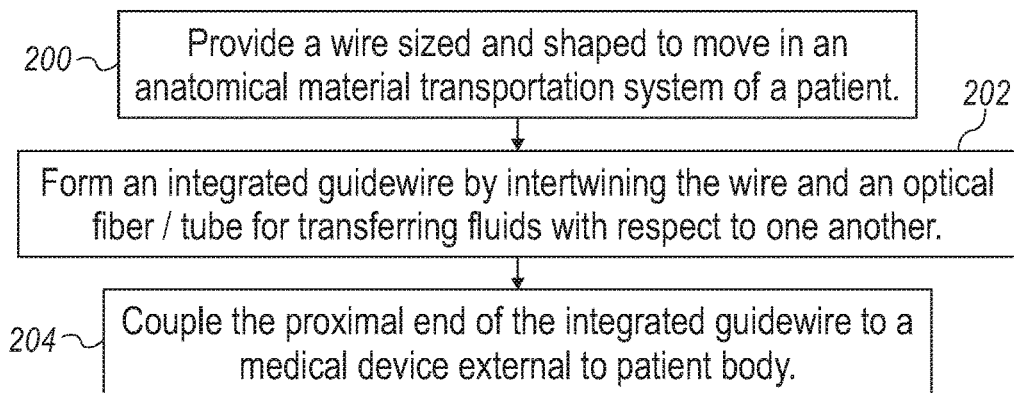 200
Provide a wire sized and shaped to move in an
anatomical material transportation system of a patient.
202
Form an integrated guidewire by intertwining the wire and an optical
fiber / tube for transferring fluids with respect to one another.
204
Couple the proximal end of the integrated guidewire to a
medical device external to patient body.